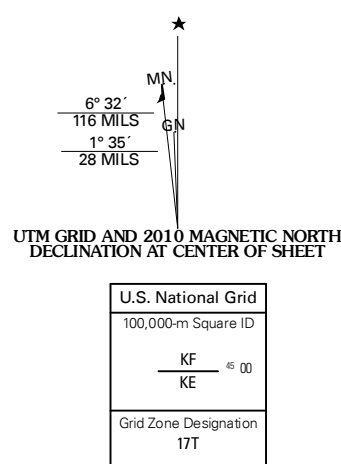 ★
MN
GN
6° 32´
116 MILS
1° 35´
28 MILS
UTM GRID AND 2010 MAGNETIC NORTH
DECLINATION AT CENTER OF SHEET
U.S. National Grid
100,000-m Square ID
KF
45 00
KE
Grid Zone Designation
17T